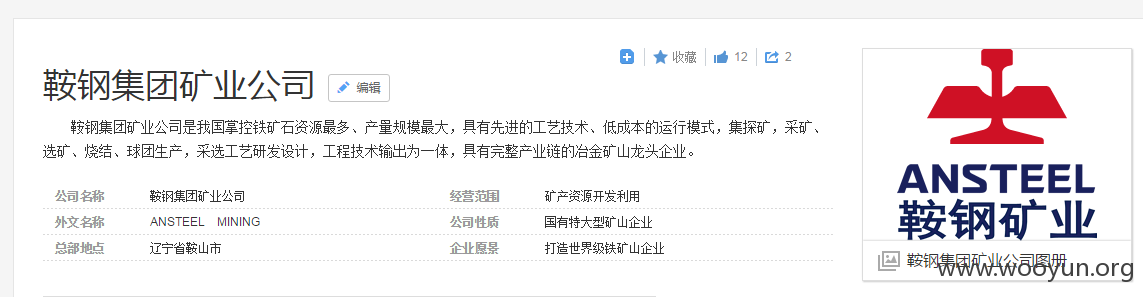 收藏 12 2
鞍钢集团矿业公司 编辑
鞍钢集团矿业公司是我国掌控铁矿石资源最多、产量规模最大，具有先进的工艺技术、低成本的运行模式，集探矿，采矿、
选矿、烧结、球团生产，采选工艺研发设计，工程技术输出为一体，具有完整产业链的冶金矿山龙头企业。
公司名称 鞍钢集团矿业公司 经营范围 矿产资源开发利用
外文名称 ANSTEEL MINING 公司性质 国有特大型矿山企业
总部地点 辽宁省鞍山市 企业愿景 打造世界级铁矿山企业
ANSTEEL
鞍钢矿业
鞍钢集团矿业公司图册
www.wooyun.org